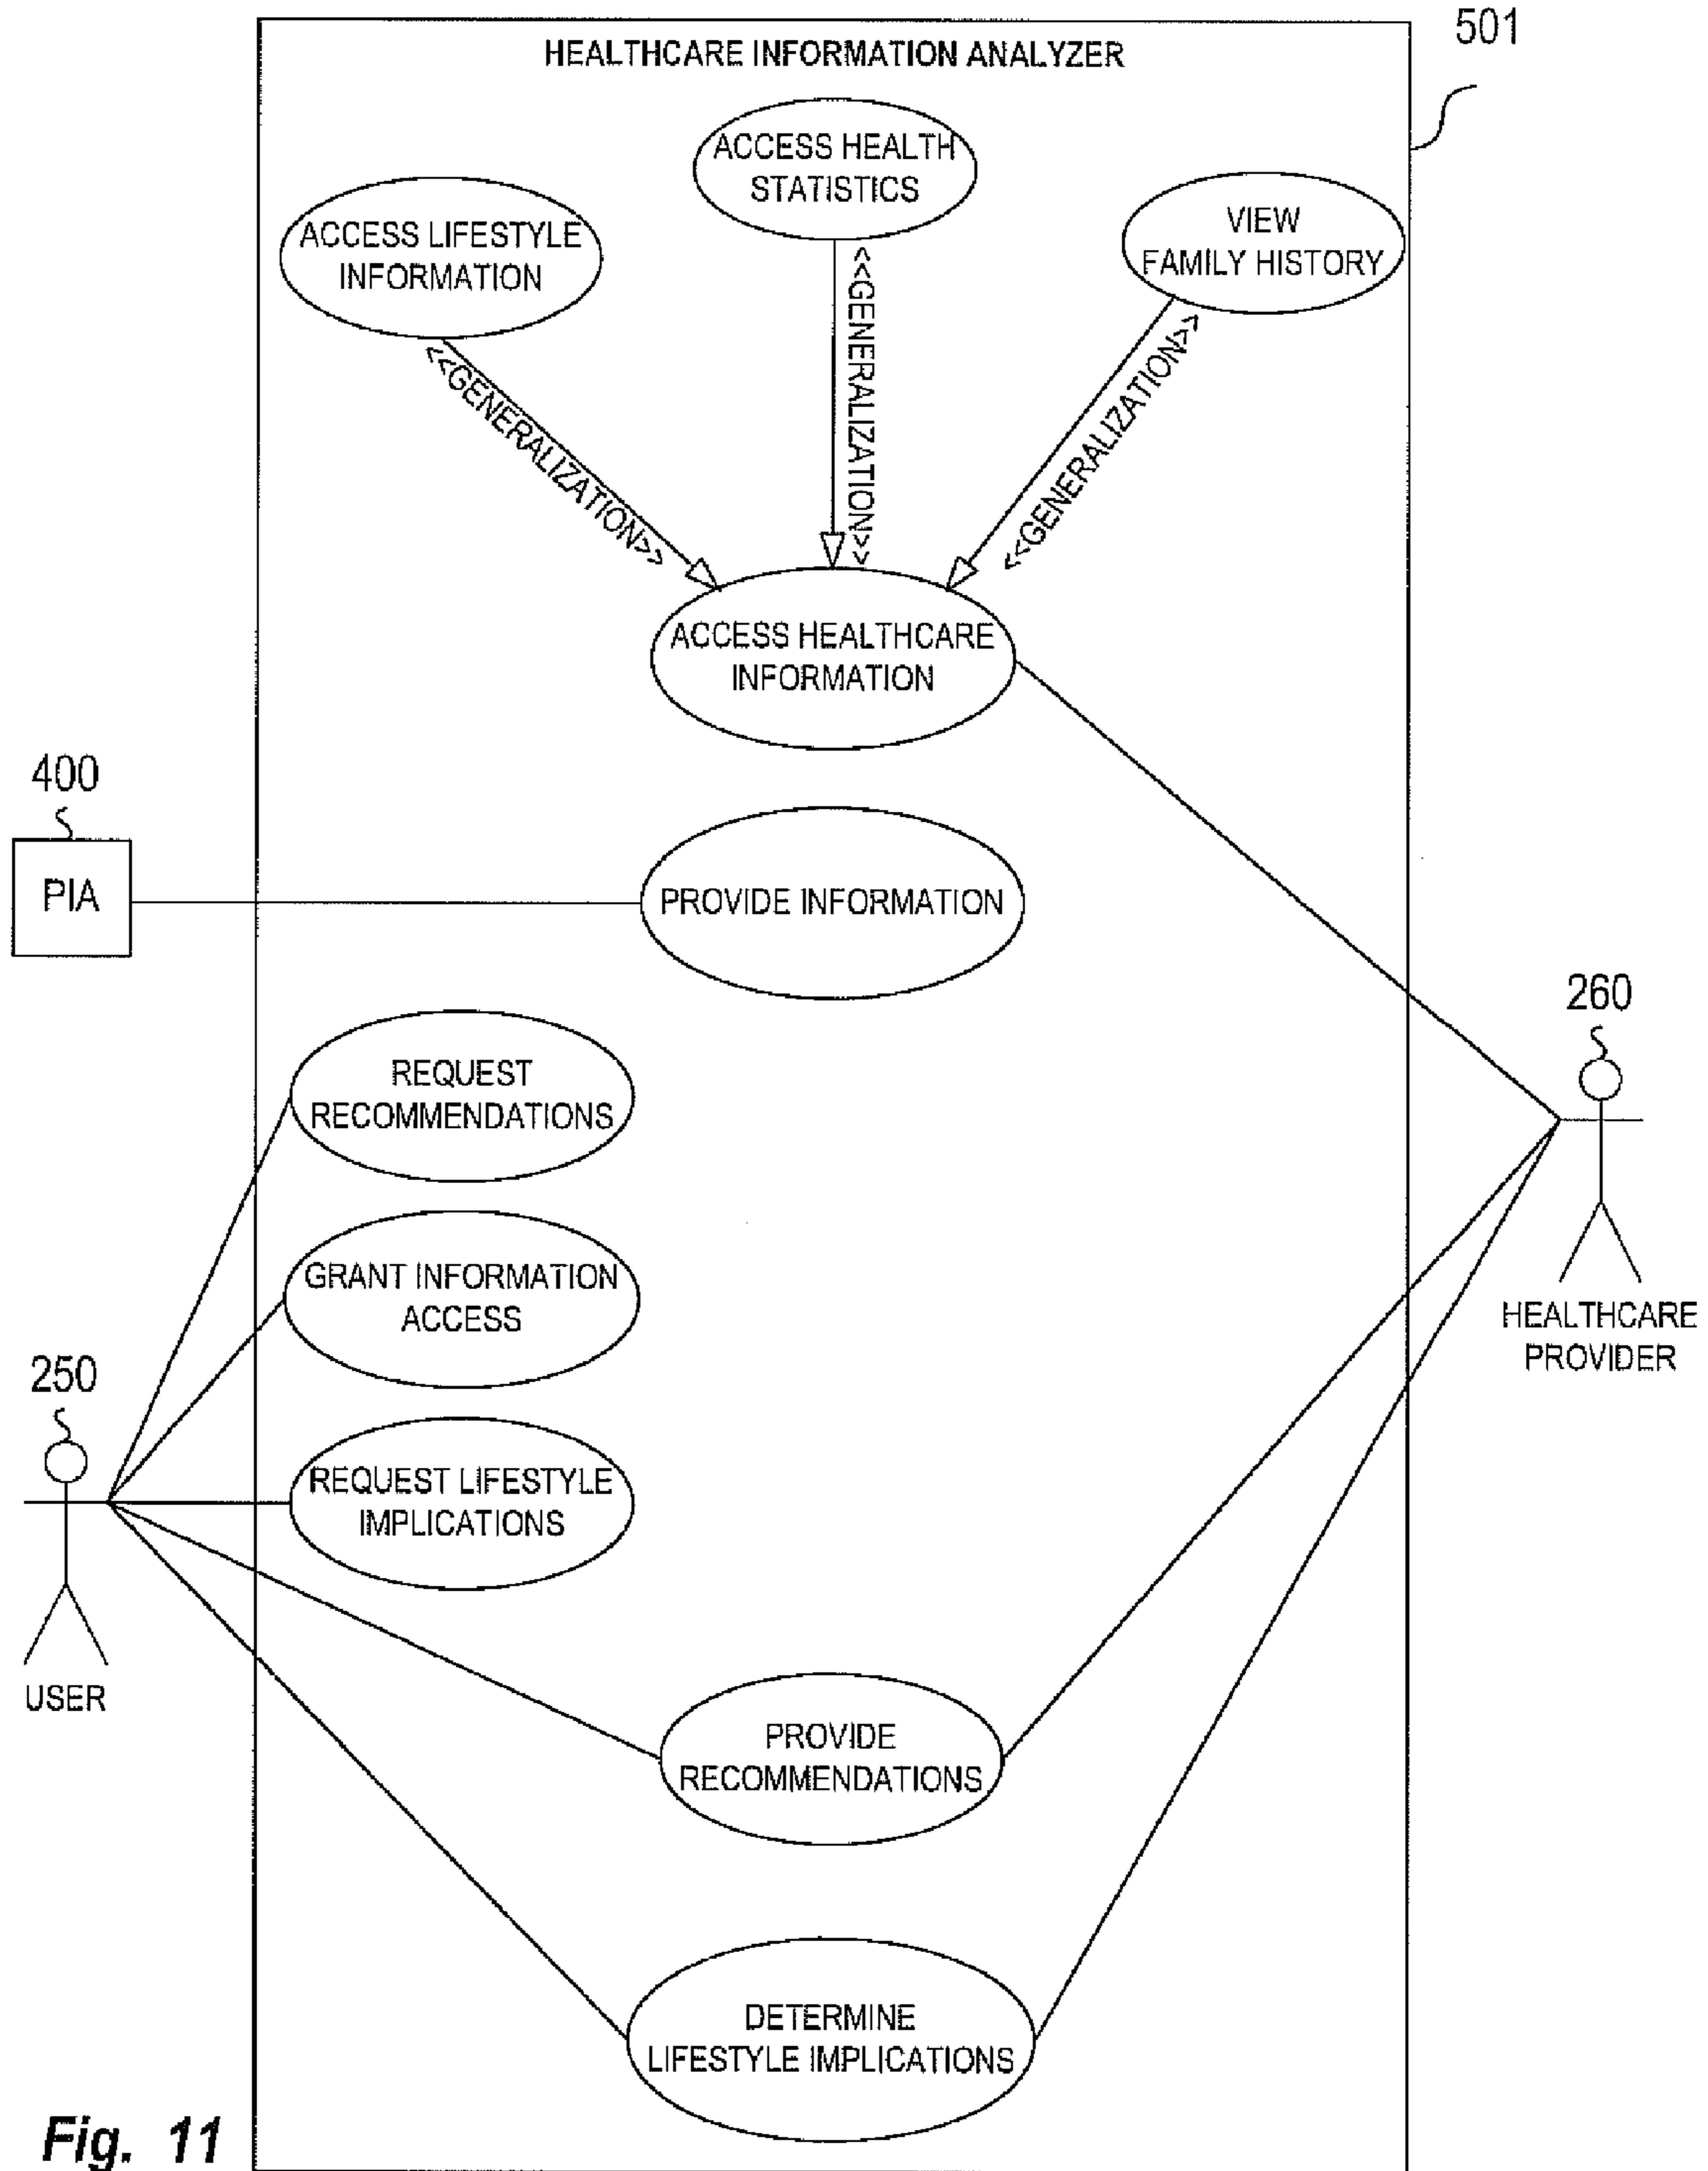 501
HEALTHCARE INFORMATION ANALYZER
ACCESS HEALTH
STATISTICS
ACCESS LIFESTYLE
INFORMATION
VIEW
FAMILY HISTORY
<<GENERALIZATION>>
<<GENERALIZATION>>
<<GENERALIZATION>>
ACCESS HEALTHCARE
INFORMATION
400
PIA
PROVIDE INFORMATION
260
HEALTHCARE
PROVIDER
REQUEST
RECOMMENDATIONS
GRANT INFORMATION
ACCESS
250
USER
REQUEST LIFESTYLE
IMPLICATIONS
PROVIDE
RECOMMENDATIONS
DETERMINE
LIFESTYLE IMPLICATIONS
Fig. 11